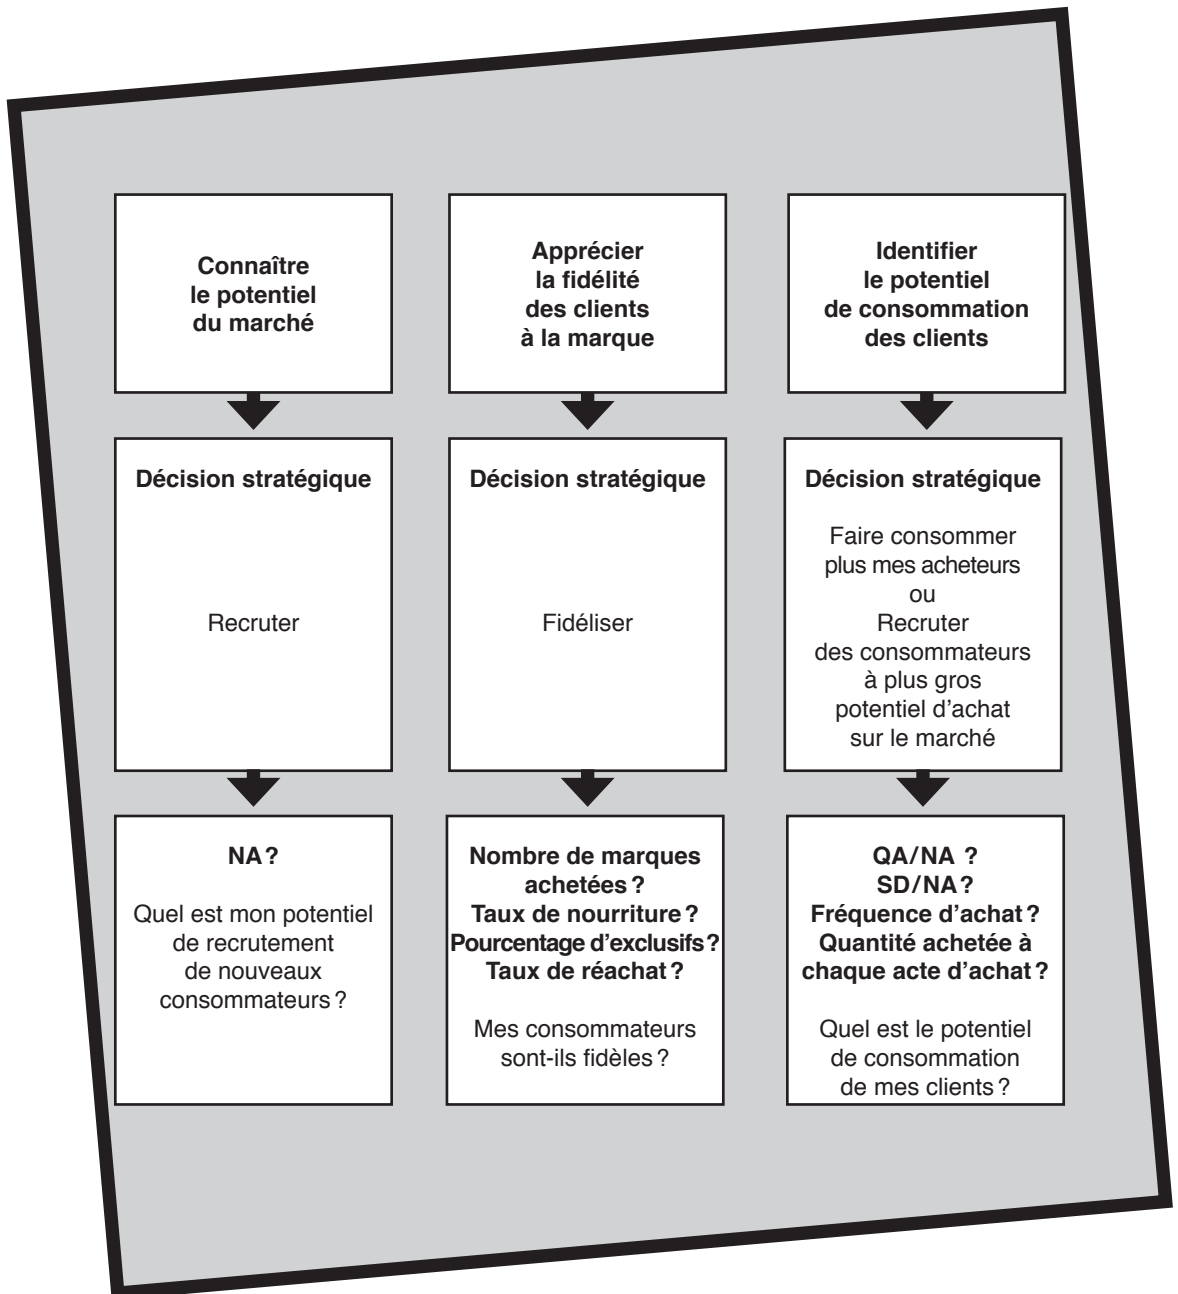 Connaître
le potentiel
du marché
Apprécier
la fidélité
des clients
à la marque
Identifier
le potentiel
de consommation
des clients
Décision stratégique
Recruter
Décision stratégique
Fidéliser
Décision stratégique
Faire consommer
plus mes acheteurs
ou
Recruter
des consommateurs
à plus gros
potentiel d’achat
sur le marché
NA ?
Quel est mon potentiel
de recrutement
de nouveaux
consommateurs ?
Nombre de marques
achetées ?
Taux de nourriture ?
Pourcentage d’exclusifs ?
Taux de réachat ?
Mes consommateurs
sont-ils fidèles ?
QA/NA ?
SD/NA ?
Fréquence d’achat ?
Quantité achetée à
chaque acte d’achat ?
Quel est le potentiel
de consommation
de mes clients ?